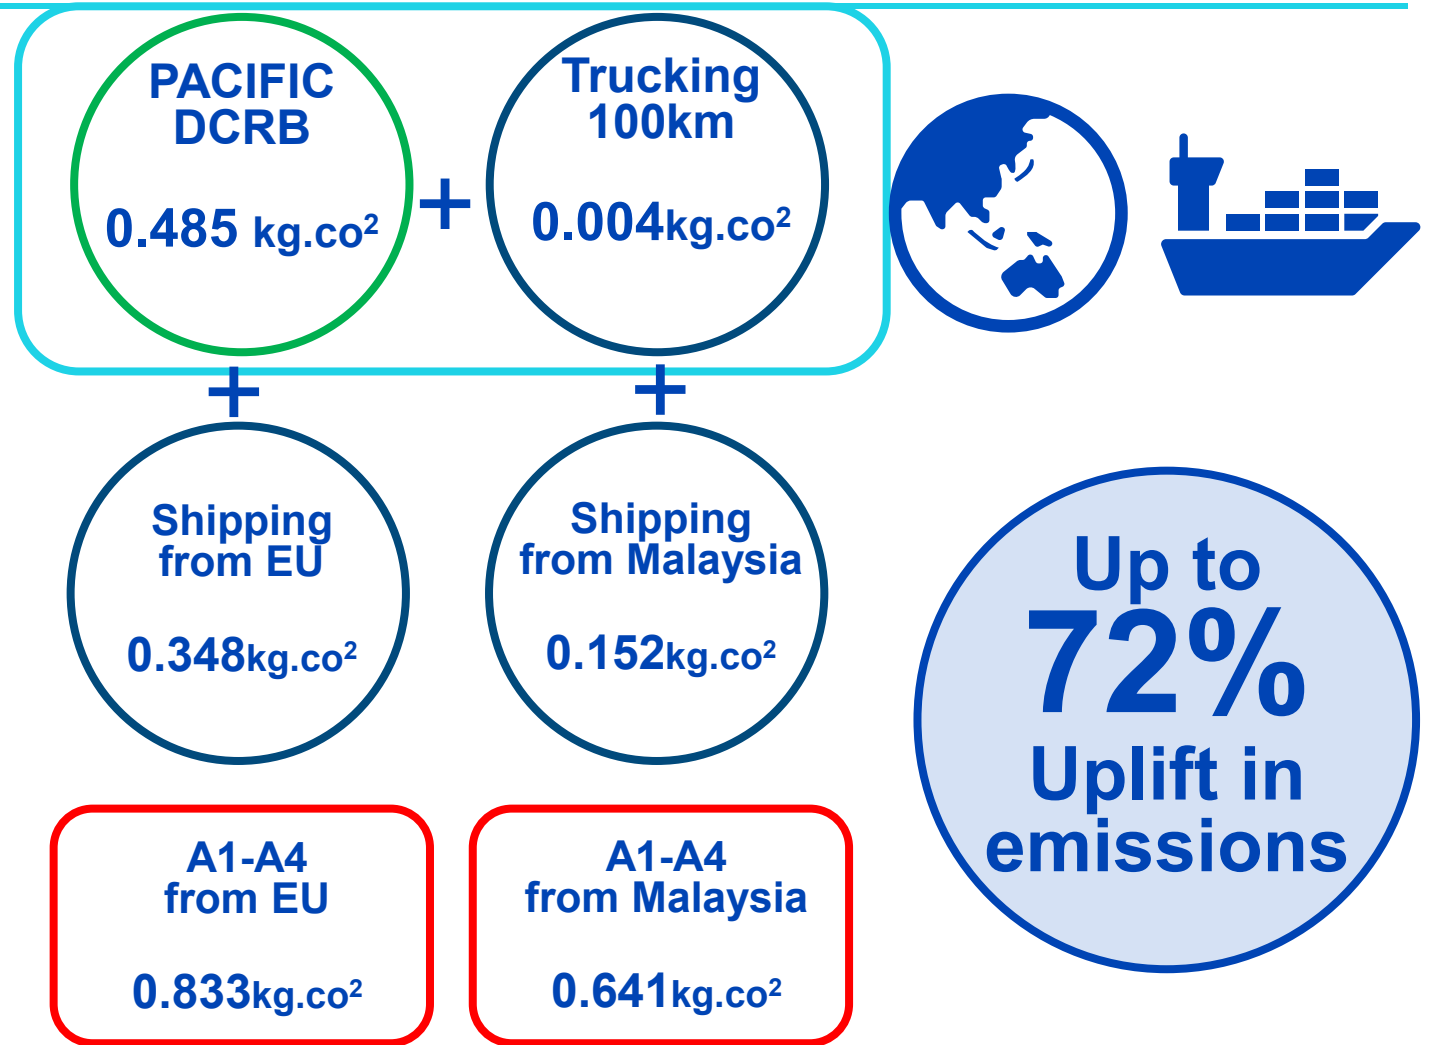 PACIFIC
DCRB
0.485 kg.co²
+
Trucking
100km
0.004kg.co²
+
+
Shipping
from EU
0.348kg.co²
Shipping
from Malaysia
0.152kg.co²
A1-A4
from EU
0.833kg.co²
A1-A4
from Malaysia
0.641kg.co²
Up to
72%
Uplift in
emissions